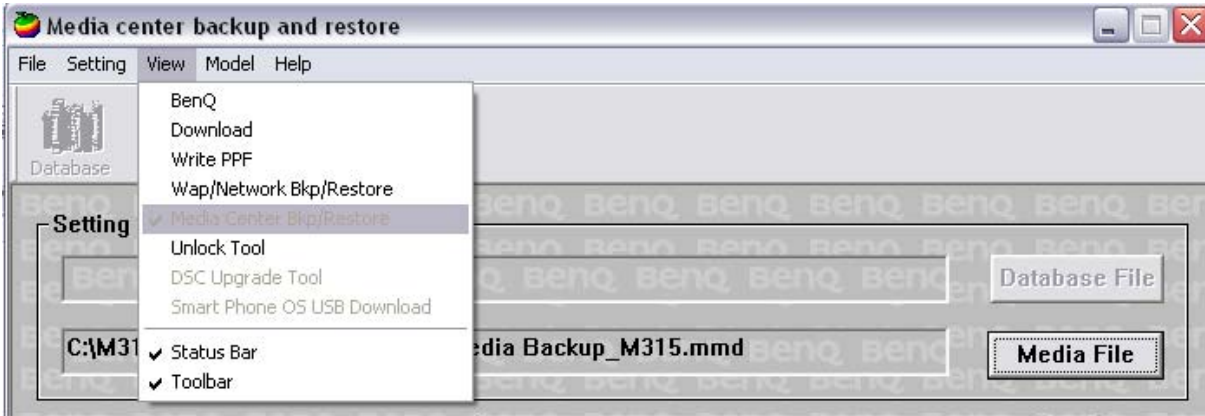 Media center backup and restore
File Setting View Model Help
Database
BenQ
Download
Write PPF
Wap/Network Bkp/Restore
Media Center Bkp/Restore
Unlock Tool
DSC Upgrade Tool
Smart Phone OS USB Download
Status Bar
Toolbar
Setting
Database File
C:\M31
edia Backup_M315.mmd
Media File